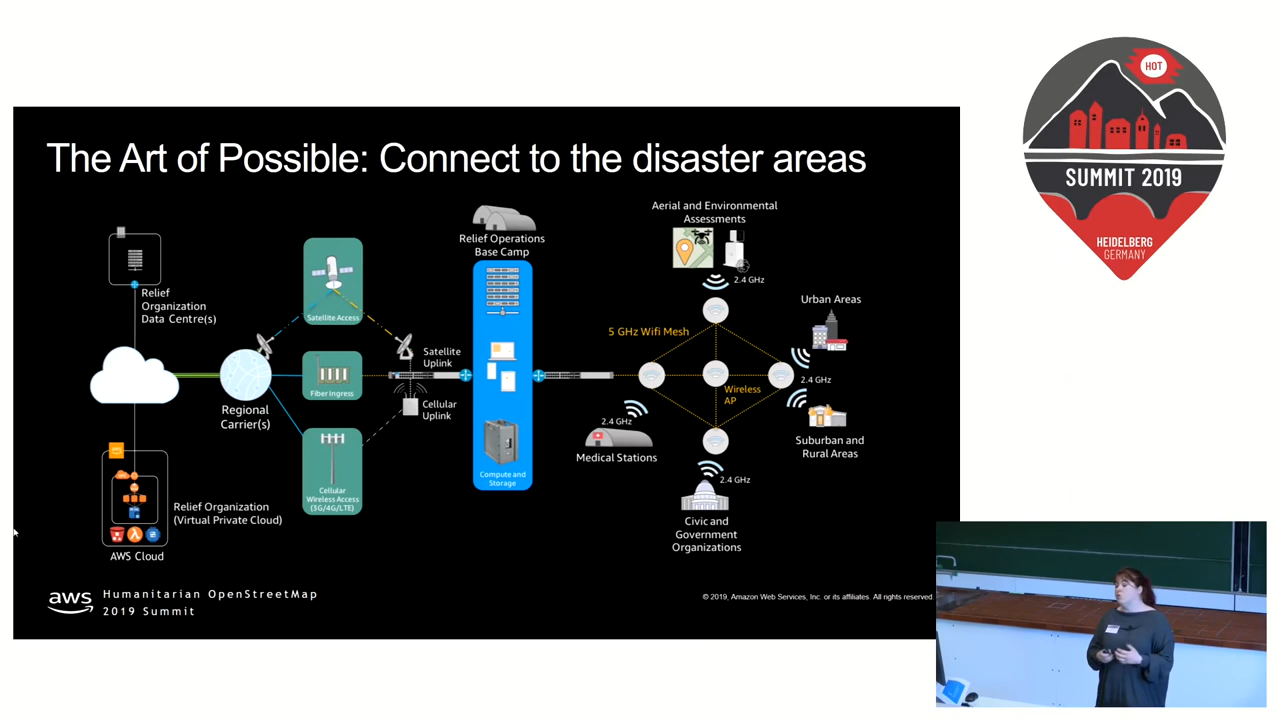 The Art of Possible: Connect to the disaster areas
Relief
Organization
Data Centre(s)
Regional
Carrier(s)
Relief Organization
(Virtual Private Cloud)
AWS Cloud
Satellite Access
Fiber Ingress
Cellular
Wireless Access
(3G/4G/LTE)
Satellite
Uplink
Cellular
Uplink
Relief Operations
Base Camp
Compute and
Storage
Aerial and Environmental
Assessments
2.4 GHz
5 GHz Wifi Mesh
Wireless
AP
Urban Areas
2.4 GHz
Suburban and
Rural Areas
2.4 GHz
Medical Stations
2.4 GHz
Civic and
Government
Organizations
aws
Humanitarian OpenStreetMap
2019 Summit
© 2019, Amazon Web Services, Inc. or its affiliates. All rights reserved.
HOT
SUMMIT 2019
HEIDELBERG
GERMANY